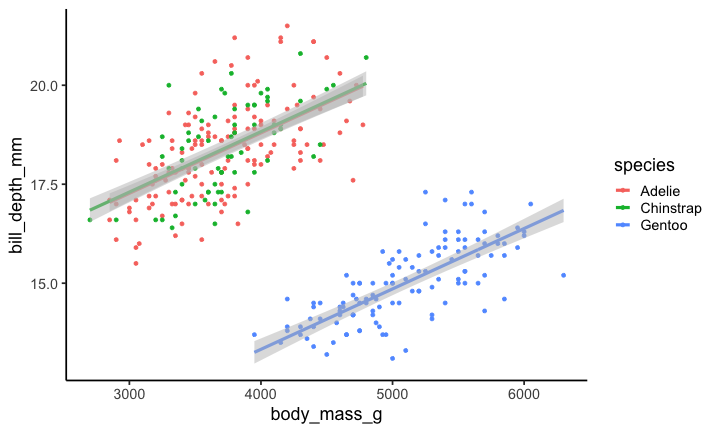 bill_depth_mm
20.0
17.5
15.0
3000 4000 5000 6000
body_mass_g
species
Adelie
Chinstrap
Gentoo